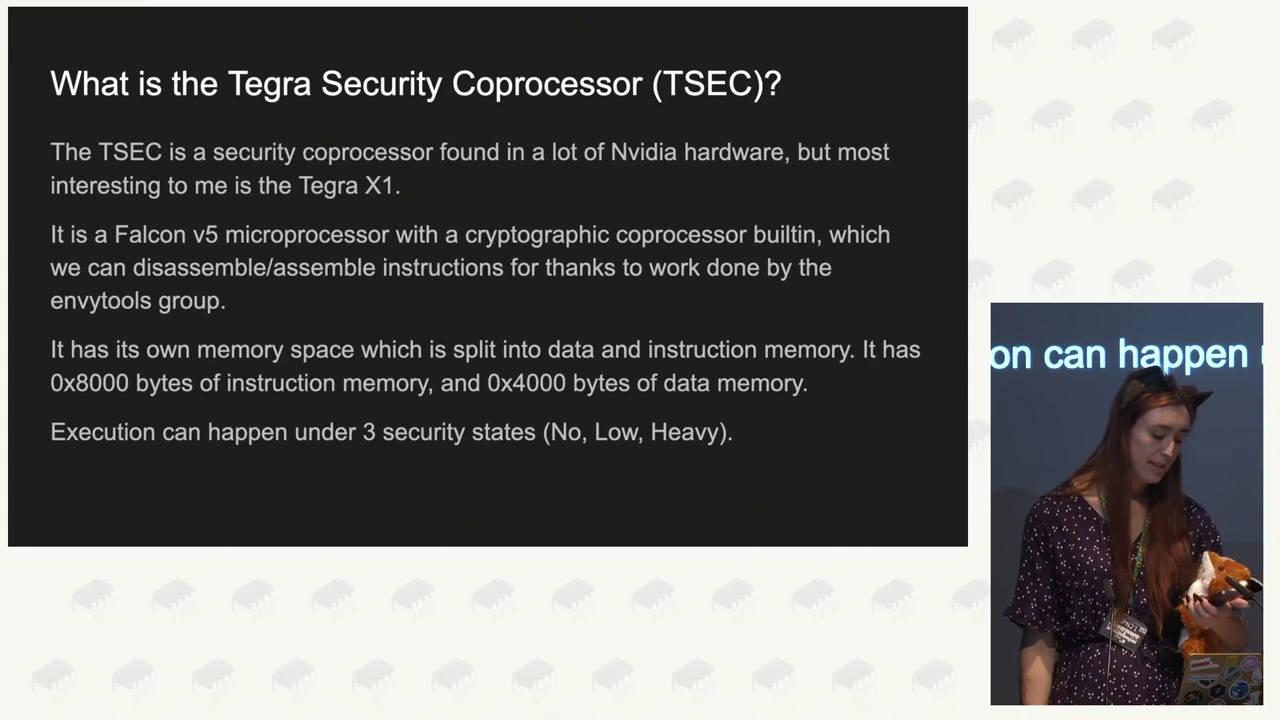 What is the Tegra Security Coprocessor (TSEC)?
The TSEC is a security coprocessor found in a lot of Nvidia hardware, but most
interesting to me is the Tegra X1.
It is a Falcon v5 microprocessor with a cryptographic coprocessor builtin, which
we can disassemble/assemble instructions for thanks to work done by the
envytools group.
It has its own memory space which is split into data and instruction memory. It has
0x8000 bytes of instruction memory, and 0x4000 bytes of data memory.
Execution can happen under 3 security states (No, Low, Heavy).
on can happen